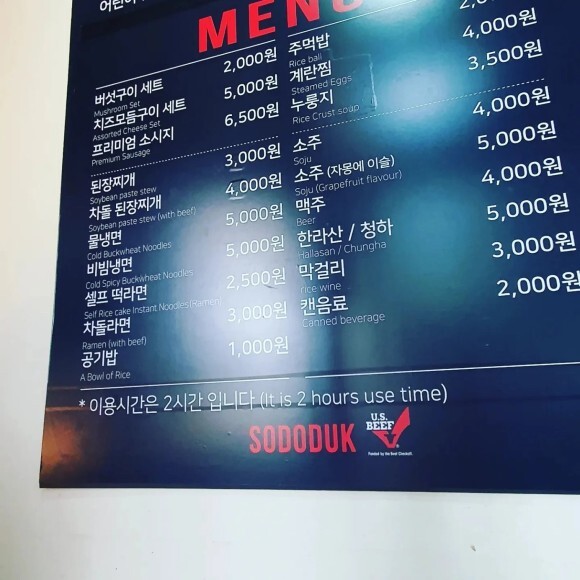 어린이
MENU
버섯구이 세트 2,000원
Mushroom Set
치즈모듬구이 세트 5,000원
Assorted Cheese Set
프리미엄 소시지 6,500원
Premium Sausage
된장찌개 3,000원
Soybean paste stew
차돌 된장찌개 4,000원
Soybean paste stew (with beef)
물냉면 5,000원
Cold Buckwheat Noodles
비빔냉면 5,000원
Cold Spicy Buckwheat Noodles
셀프 떡라면 2,500원
Self Rice cake Instant Noodles(Ramen)
차돌라면 3,000원
Ramen (with beef)
공기밥 1,000원
A Bowl of Rice
주먹밥
Rice ball
계란찜 4,000원
Steamed Eggs
누룽지 3,500원
Rice Crust soup
소주 4,000원
Soju
소주 (자몽에 이슬) 5,000원
Soju (Grapefruit flavour)
맥주 4,000원
Beer
한라산 / 청하 5,000원
Hallasan / Chungha
막걸리 3,000원
rice wine
캔음료 2,000원
Canned beverage
* 이용시간은 2시간 입니다 (It is 2 hours use time)
SODODUK
U.S.
BEEF
Funded by the Beef Checkoff.